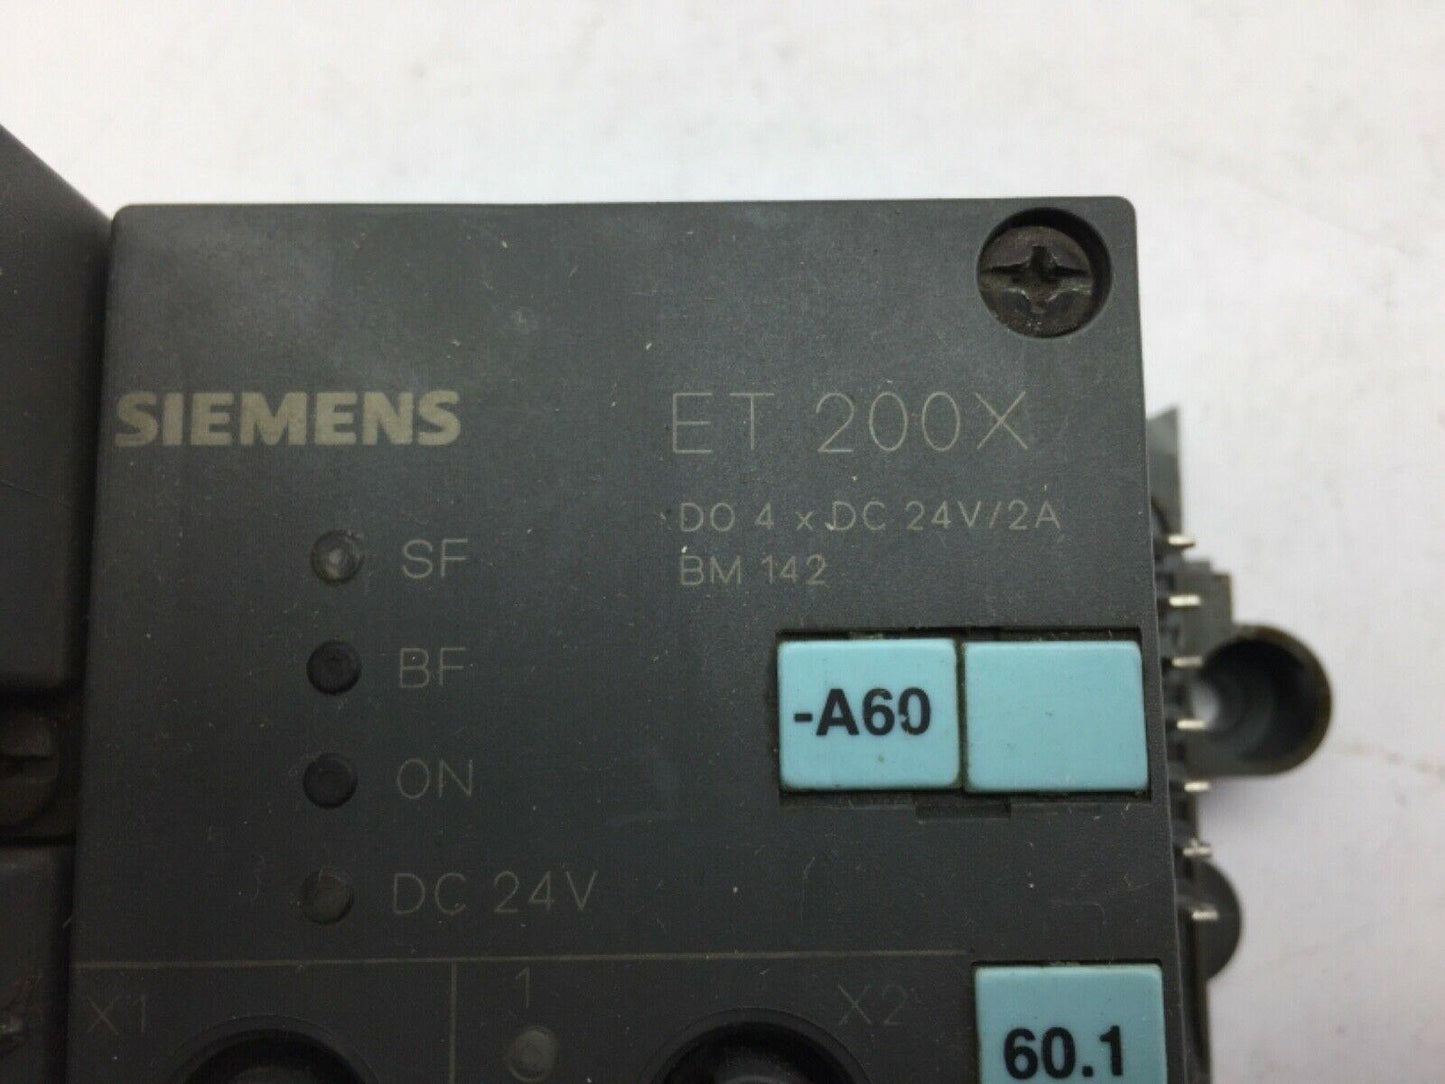 SIEMENS
ET 200X
DO 4 x DC 24V/2A
BM 142
SF
BF
ON
DC 24V
-A60
X1
1
X2
60.1